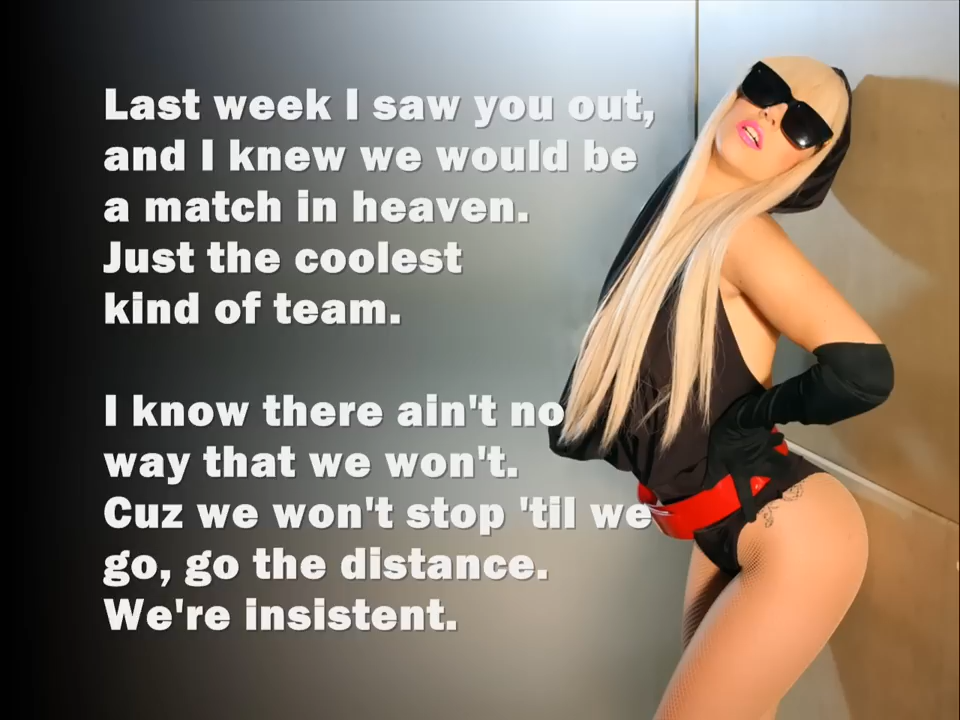 Last week I saw you out,
and I knew we would be
a match in heaven.
Just the coolest
kind of team.
I know there ain't no
way that we won't.
Cuz we won't stop 'til we
go, go the distance.
We're insistent.